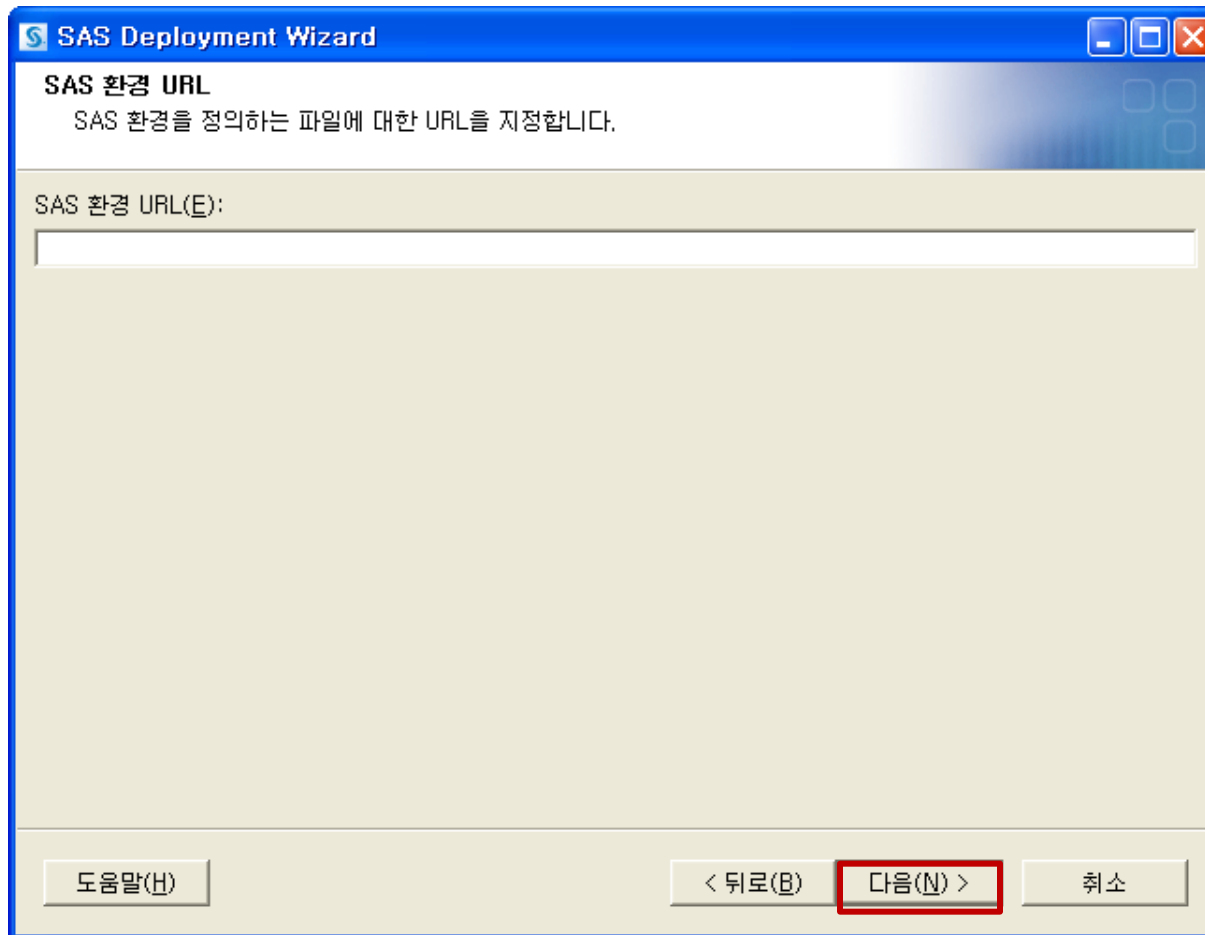 SAS Deployment Wizard
SAS 환경 URL
SAS 환경을 정의하는 파일에 대한 URL을 지정합니다.
SAS 환경 URL(E):
도움말(H)
< 뒤로(B)
다음(N) >
취소